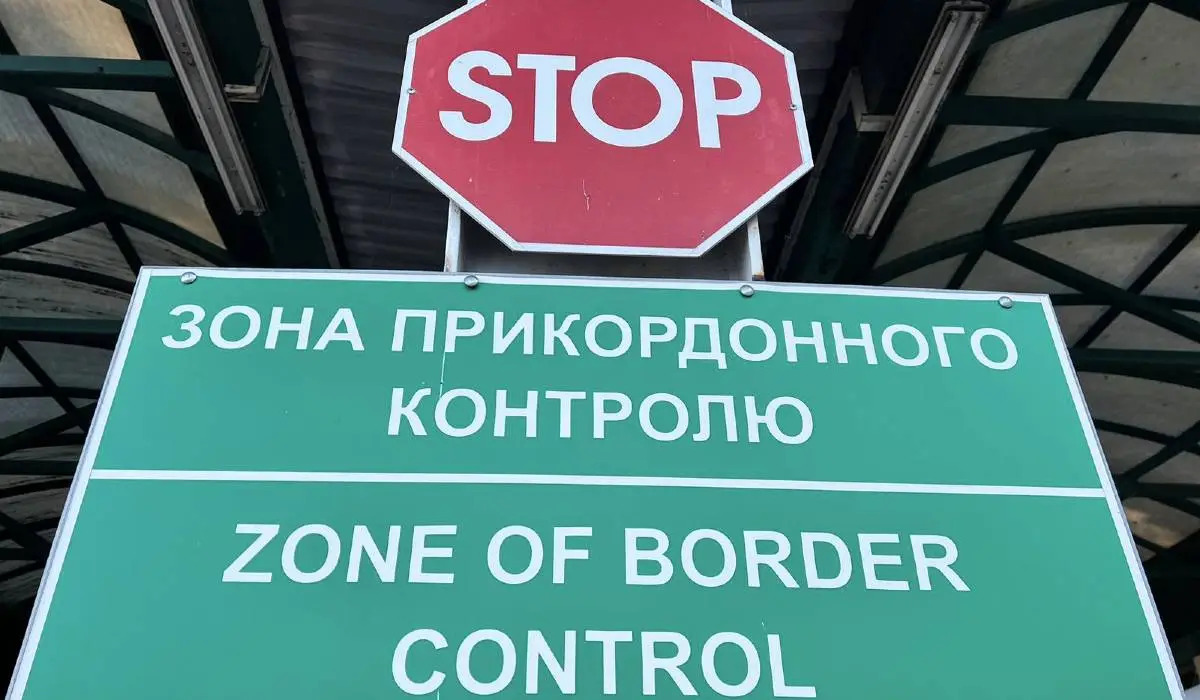 STOP
ЗОНА ПРИКОРДОННОГО
КОНТРОЛЮ
ZONE OF BORDER
CONTROL